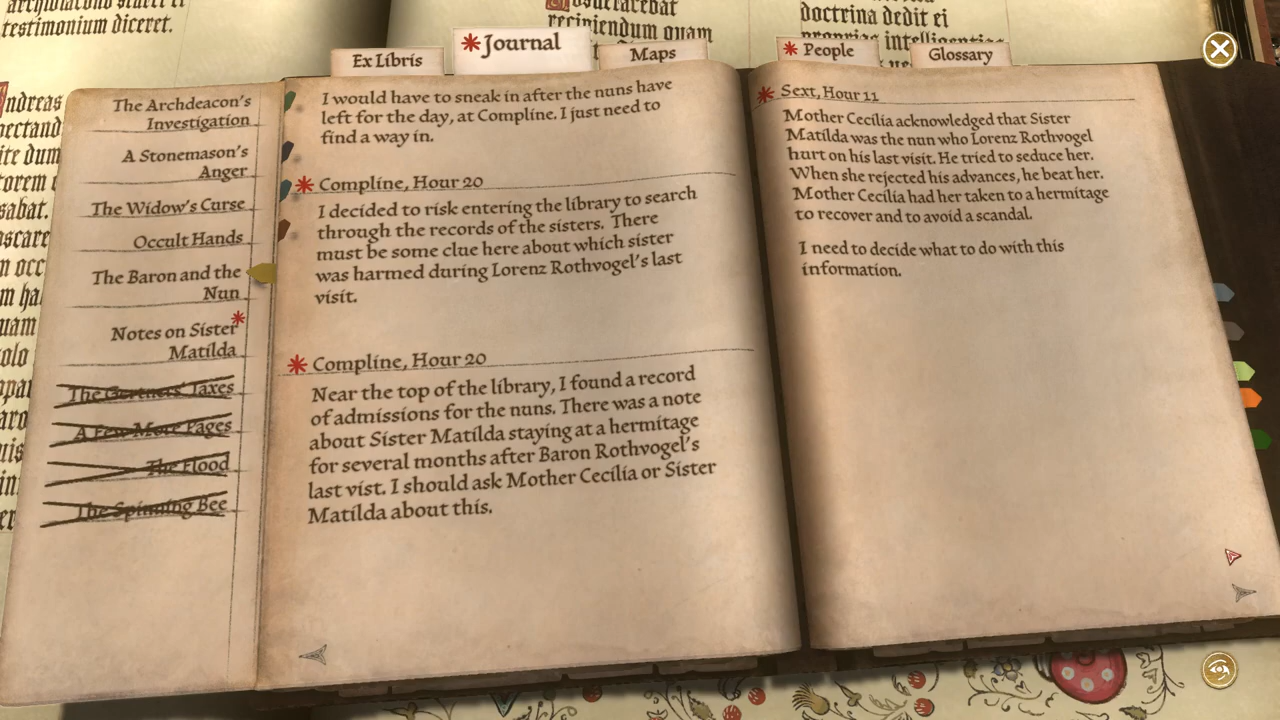 testimonium diceret.
recipiendum quam
doctrina dedit ei
Ex Libris
Journal
Maps
People
Glossary
The Archdeacon's
Investigation
A Stonemason's
Anger
The Widow's Curse
Occult Hands
The Baron and the
Nun
Notes on Sister
Matilda
The Gertners' Taxes
A Few More Pages
The Flood
The Spinning Bee
I would have to sneak in after the nuns have
left for the day, at Compline. I just need to
find a way in.
Compline, Hour 20
I decided to risk entering the library to search
through the records of the sisters. There
must be some clue here about which sister
was harmed during Lorenz Rothvogel's last
visit.
Compline, Hour 20
Near the top of the library, I found a record
of admissions for the nuns. There was a note
about Sister Matilda staying at a hermitage
for several months after Baron Rothvogel's
last vist. I should ask Mother Cecilia or Sister
Matilda about this.
Sext, Hour 11
Mother Cecilia acknowledged that Sister
Matilda was the nun who Lorenz Rothvogel
hurt on his last visit. He tried to seduce her.
When she rejected his advances, he beat her.
Mother Cecilia had her taken to a hermitage
to recover and to avoid a scandal.
I need to decide what to do with this
information.